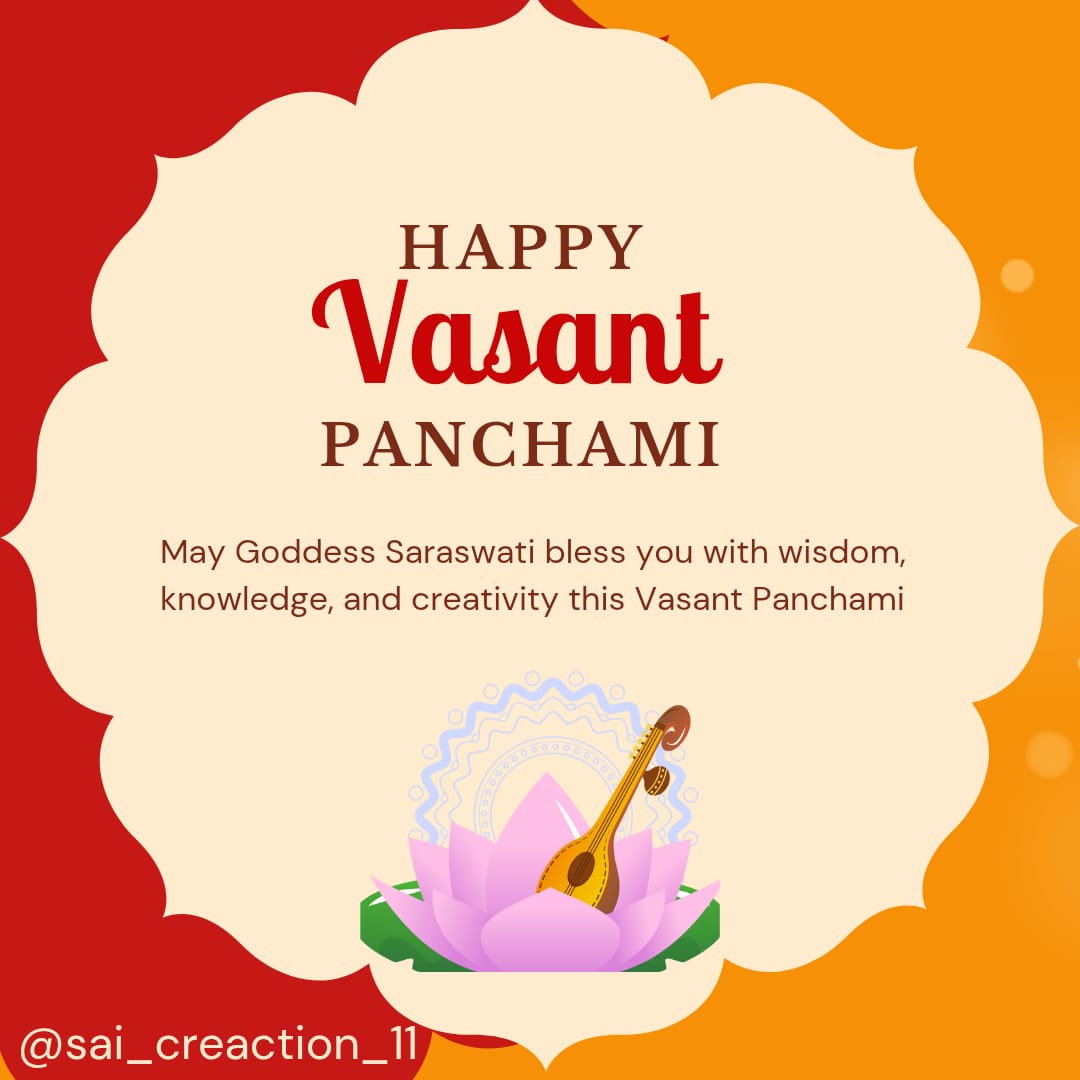 HAPPY
Vasant
PANCHAMI
May Goddess Saraswati bless you with wisdom,
knowledge, and creativity this Vasant Panchami
@sai_creaction_11